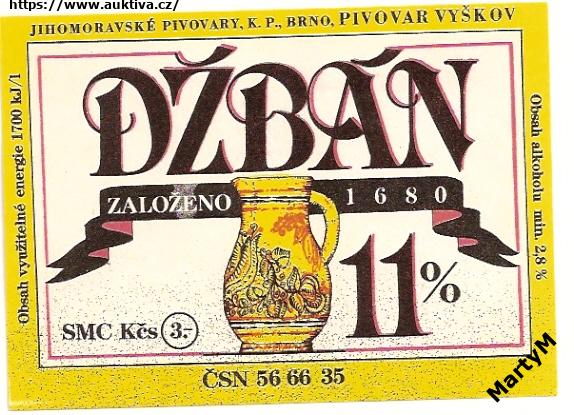 https://www.auktiva.cz/
JIHOMORAVSKÉ PIVOVARY, K. P., BRNO, PIVOVAR VYŠKOV
DŽBÁN
ZALOŽENO 1680
11%
SMC Kčs 3.-
ČSN 56 66 35
Obsah využitelné energie 1700 kJ/l
Obsah alkoholu min. 2,8 %
MartyM